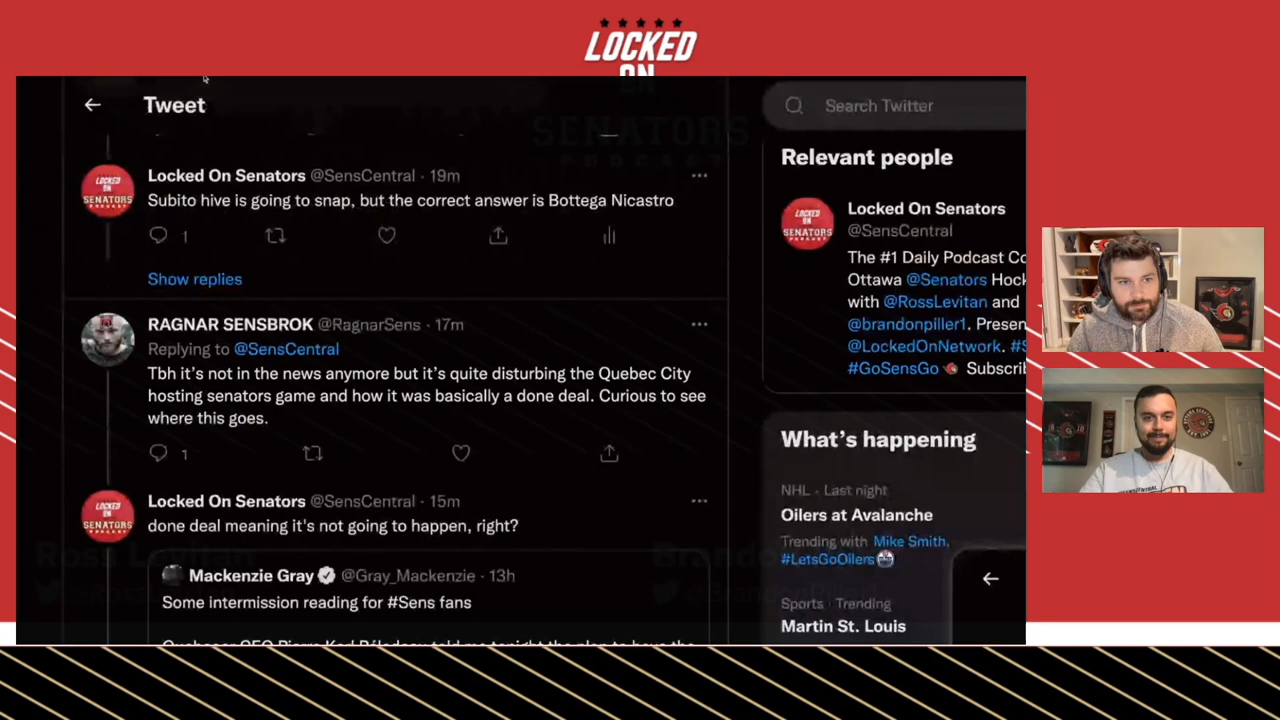 LOCKED
ON
Tweet
Search Twitter
SENATORS
Locked On Senators @SensCentral · 19m
Subito hive is going to snap, but the correct answer is Bottega Nicastro
1
Show replies
RAGNAR SENSBROK @RagnarSens · 17m
Replying to @SensCentral
Tbh it's not in the news anymore but it's quite disturbing the Quebec City
hosting senators game and how it was basically a done deal. Curious to see
where this goes.
1
Locked On Senators @SensCentral · 15m
done deal meaning it's not going to happen, right?
Mackenzie Gray @Gray_Mackenzie · 13h
Some intermission reading for #Sens fans
Relevant people
LOCKED
ON
SENATORS
Locked On Senators
@SensCentral
The #1 Daily Podcast Co
Ottawa @Senators Hock
with @RossLevitan and
@brandonpiller1. Presen
@LockedOnNetwork. #S
#GoSensGo Subscrib
What's happening
NHL · Last night
Oilers at Avalanche
Trending with Mike Smith,
#LetsGoOilers
Sports · Trending
Martin St. Louis